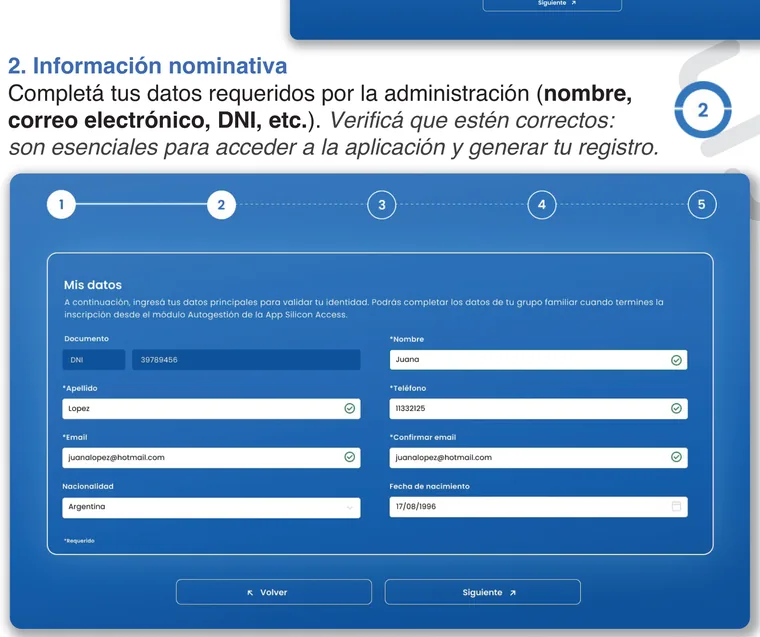 Siguiente
2. Información nominativa
Completá tus datos requeridos por la administración (nombre,
correo electrónico, DNI, etc.). Verificá que estén correctos:
son esenciales para acceder a la aplicación y generar tu registro.
2
1 2 3 4 5
Mis datos
A continuación, ingresá tus datos principales para validar tu identidad. Podrás completar los datos de tu grupo familiar cuando termines la
inscripción desde el módulo Autogestión de la App Silicon Access.
Documento
DNI 39789456
*Nombre
Juana
*Apellido
Lopez
*Teléfono
11332125
*Email
juanalopez@hotmail.com
*Confirmar email
juanalopez@hotmail.com
Nacionalidad
Argentina
Fecha de nacimiento
17/08/1996
*Requerido
Volver
Siguiente